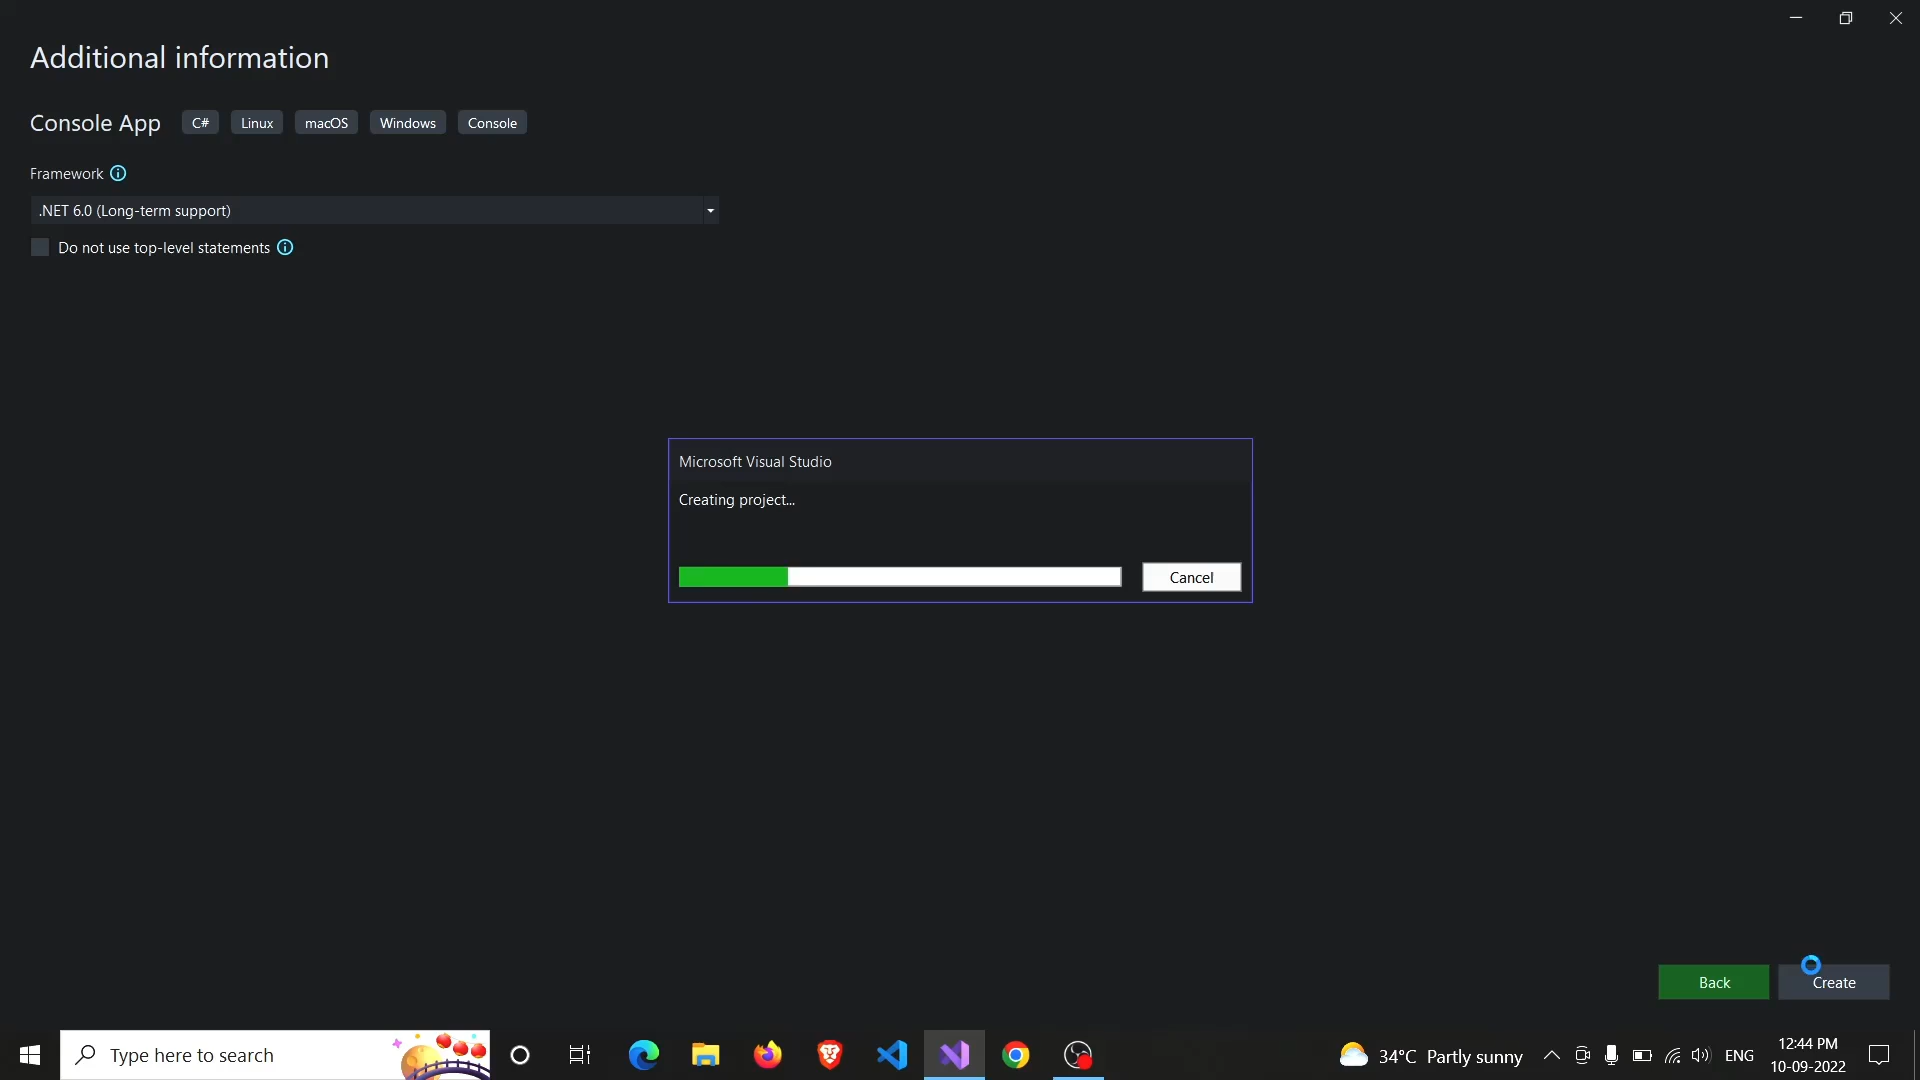 Additional information
Console App C# Linux macOS Windows Console
Framework
.NET 6.0 (Long-term support)
Do not use top-level statements
Microsoft Visual Studio
Creating project...
Cancel
Back Create
Type here to search
34°C Partly sunny ENG 12:44 PM
10-09-2022